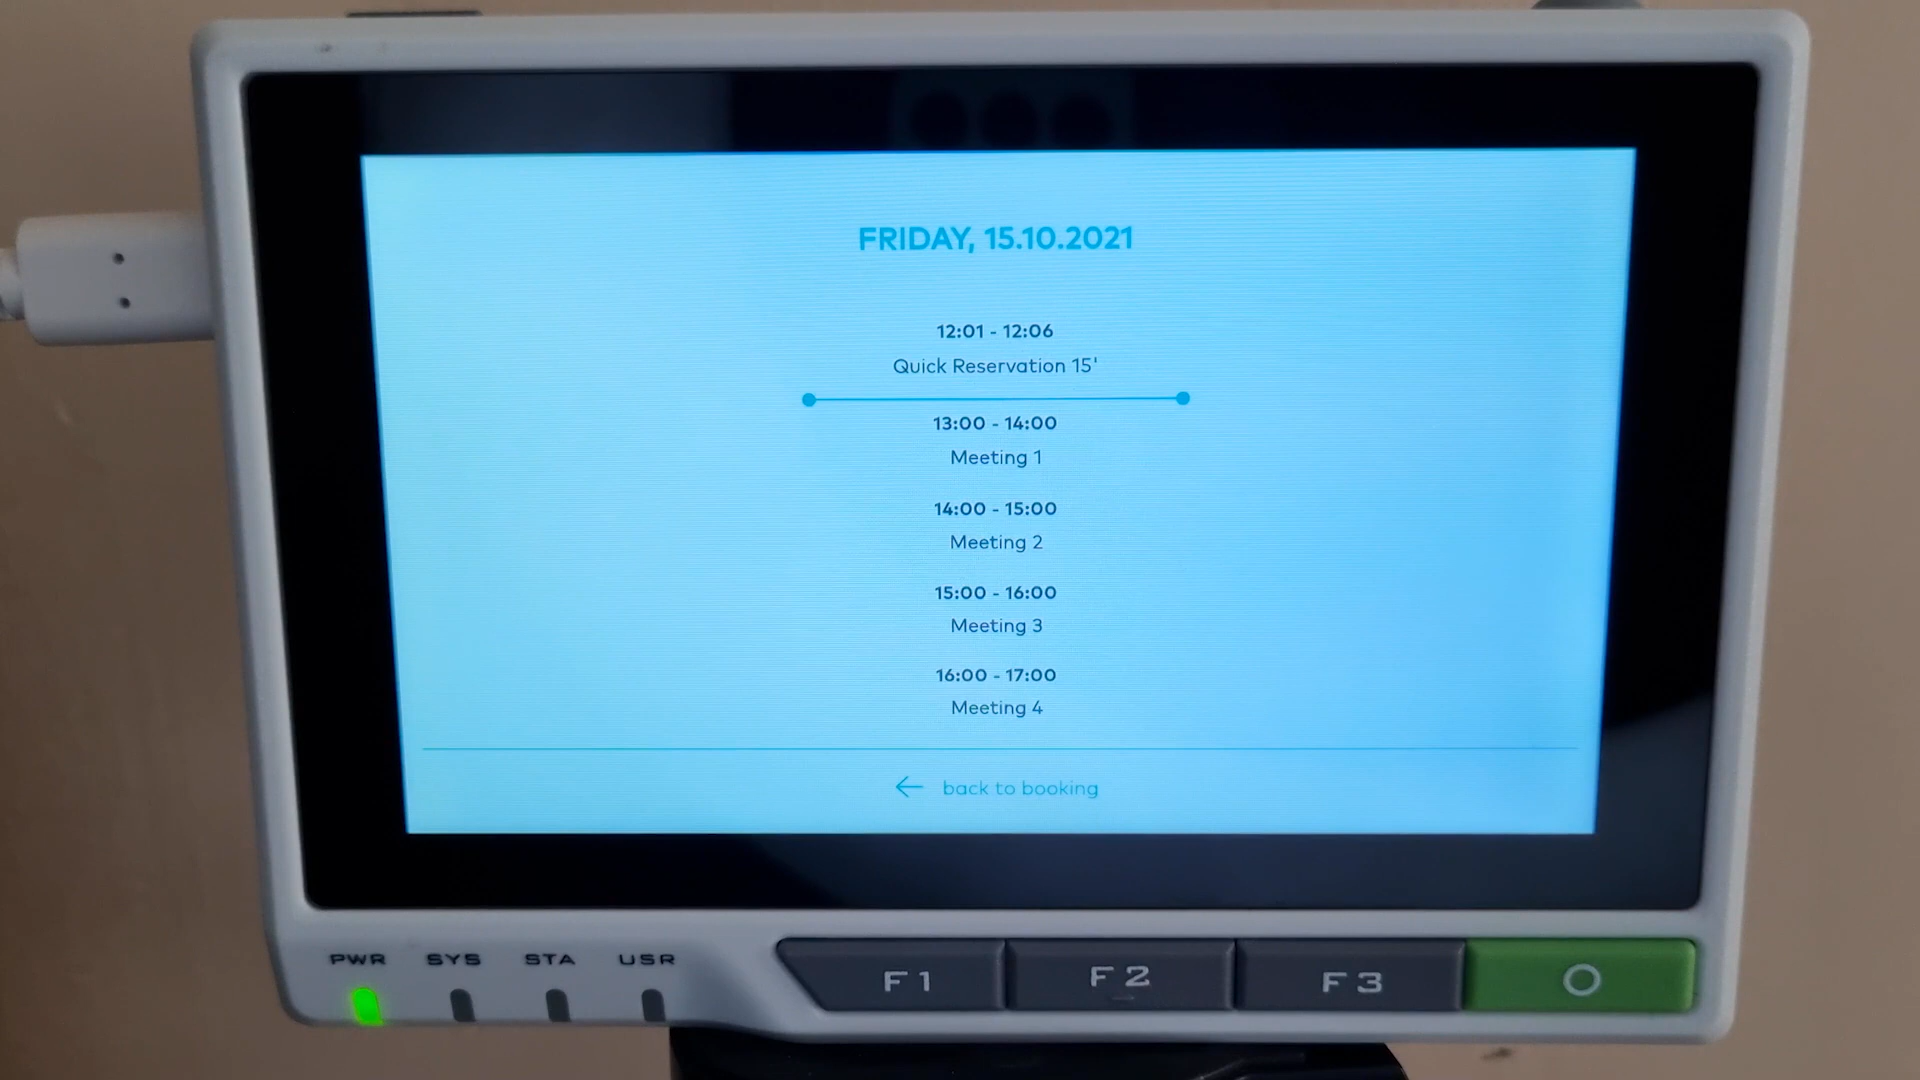 FRIDAY, 15.10.2021
12:01 - 12:06
Quick Reservation 15'
13:00 - 14:00
Meeting 1
14:00 - 15:00
Meeting 2
15:00 - 16:00
Meeting 3
16:00 - 17:00
Meeting 4
← back to booking
PWR SYS STA USR
F1 F2 F3 O